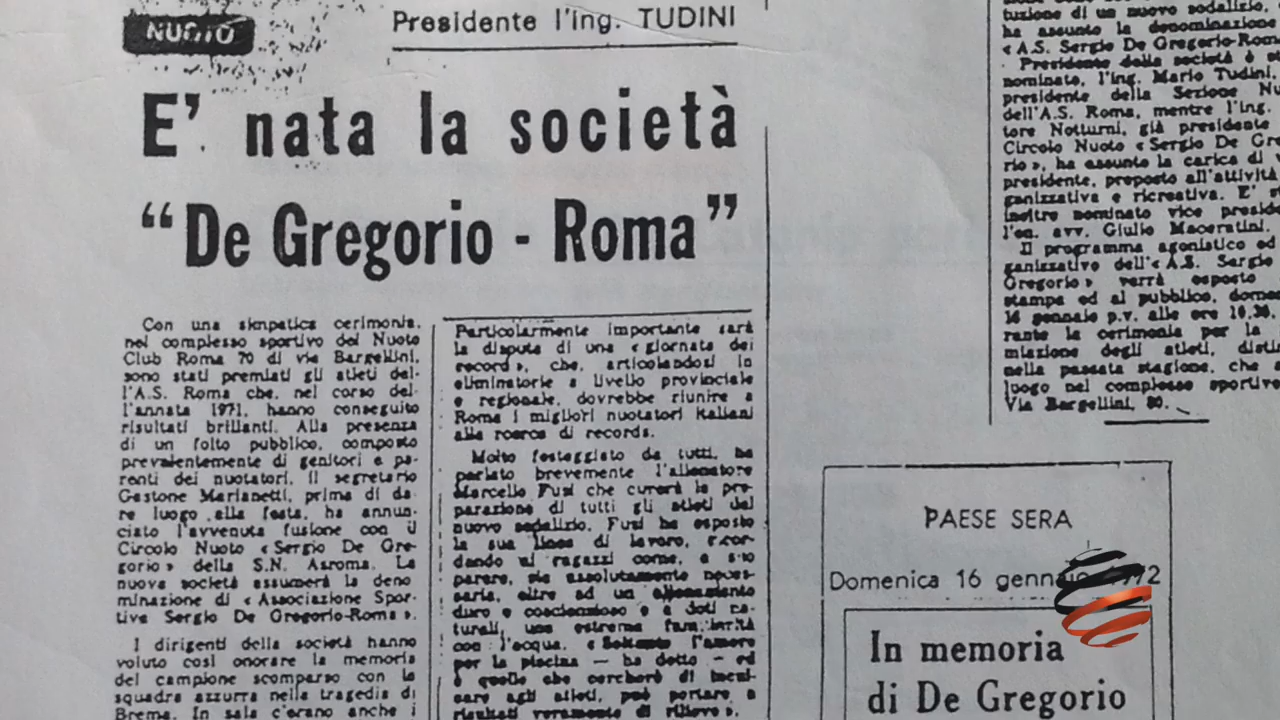 NUOTO
Presidente l'ing. TUDINI
E' nata la società
“De Gregorio - Roma”
Con una simpatica cerimonia,
nel complesso sportivo del Nuoto
Club Roma 70 di via Bargellini,
sono stati premiati gli atleti del-
l'A.S. Roma che, nel corso del-
l'annata 1971, hanno conseguito
risultati brillanti. Alla presenza
di un folto pubblico, composto
prevalentemente di genitori e pa-
renti dei nuotatori, il segretario
Gastone Marianetti, prima di da-
re luogo alla festa, ha annun-
ciato l'avvenuta fusione con il
Circolo Nuoto «Sergio De Gre-
gorio» della S.N. Asroma. La
nuova società assumerà la deno
minazione di «Associazione Spor-
tiva Sergio De Gregorio-Roma».
I dirigenti della società hanno
voluto così onorare la memoria
del campione scomparso con la
squadra azzurra nella tragedia di
Brema. In sala c'erano anche i
Particolarmente importante sarà
la disputa di una «giornata dei
record», che, articolandosi in
eliminatorie a livello provinciale
e regionale, dovrebbe riunire a
Roma i migliori nuotatori italiani
alla ricerca di records.
Molto festeggiato da tutti, ha
parlato brevemente l'allenatore
Marcello Fusi che curerà la pre
parazione di tutti gli atleti del
nuovo sodalizio. Fusi ha esposto
la sua linea di lavoro, ricor
dando ai ragazzi come, a suo
parere, sia assolutamente neces-
saria, oltre ad un allenamento
duro e coscienzioso e a doti na-
turali, una estrema familiarità
con l'acqua. «Soltanto l'amore
per la piscina — ha detto — ed
è quello che cercherò di incul-
care agli atleti, può portare a
risultati veramente di rilievo».
tuzione di un nuovo sodalizio,
ha assunto la denominazione
«A.S. Sergio De Gregorio-Rom
Presidente della società è st
nominato, l'ing. Mario Tudini,
presidente della Sezione Nu
dell'A.S. Roma, mentre l'ing.
tore Notturni, già presidente
Circolo Nuoto «Sergio De Gre
rio», ha assunto la carica di v
presidente, preposto all'attività
ganizzativa e ricreativa. E' s
inoltre nominato vice preside
l'on. avv. Giulio Maceratini.
Il programma agonistico ed
ganizzativo dell'«A.S. Sergio
Gregorio» verrà esposto
stampa ed al pubblico, dome
16 gennaio p.v. alle ore 10,30,
rante la cerimonia per la
miazione degli atleti, disti
nella passata stagione, che a
luogo nel complesso sportivo
Via Bargellini, 80.
PAESE SERA
Domenica 16 gennaio
In memoria
di De Gregorio